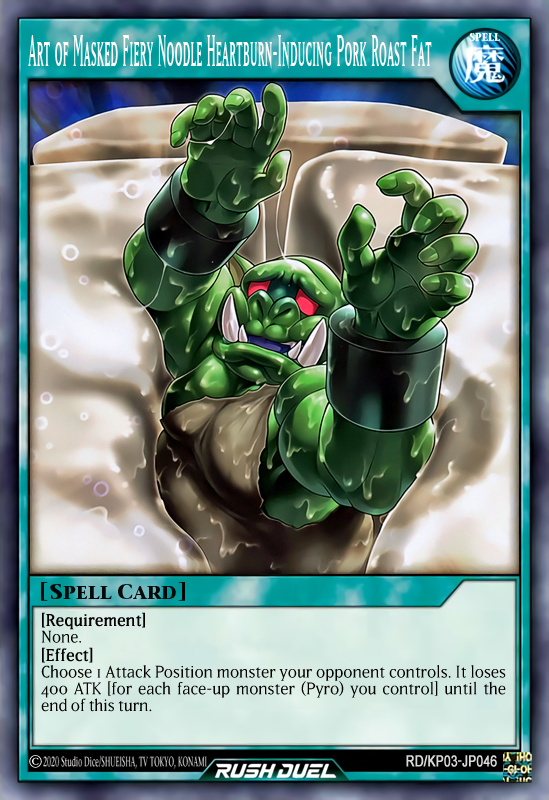 Art of Masked Fiery Noodle Heartburn-Inducing Pork Roast Fat
SPELL
魔
[Spell Card]
[Requirement]
None.
[Effect]
Choose 1 Attack Position monster your opponent controls. It loses
400 ATK [for each face-up monster (Pyro) you control] until the
end of this turn.
©2020 Studio Dice/SHUEISHA, TV TOKYO, KONAMI
RUSH DUEL
RD/KP03-JP046